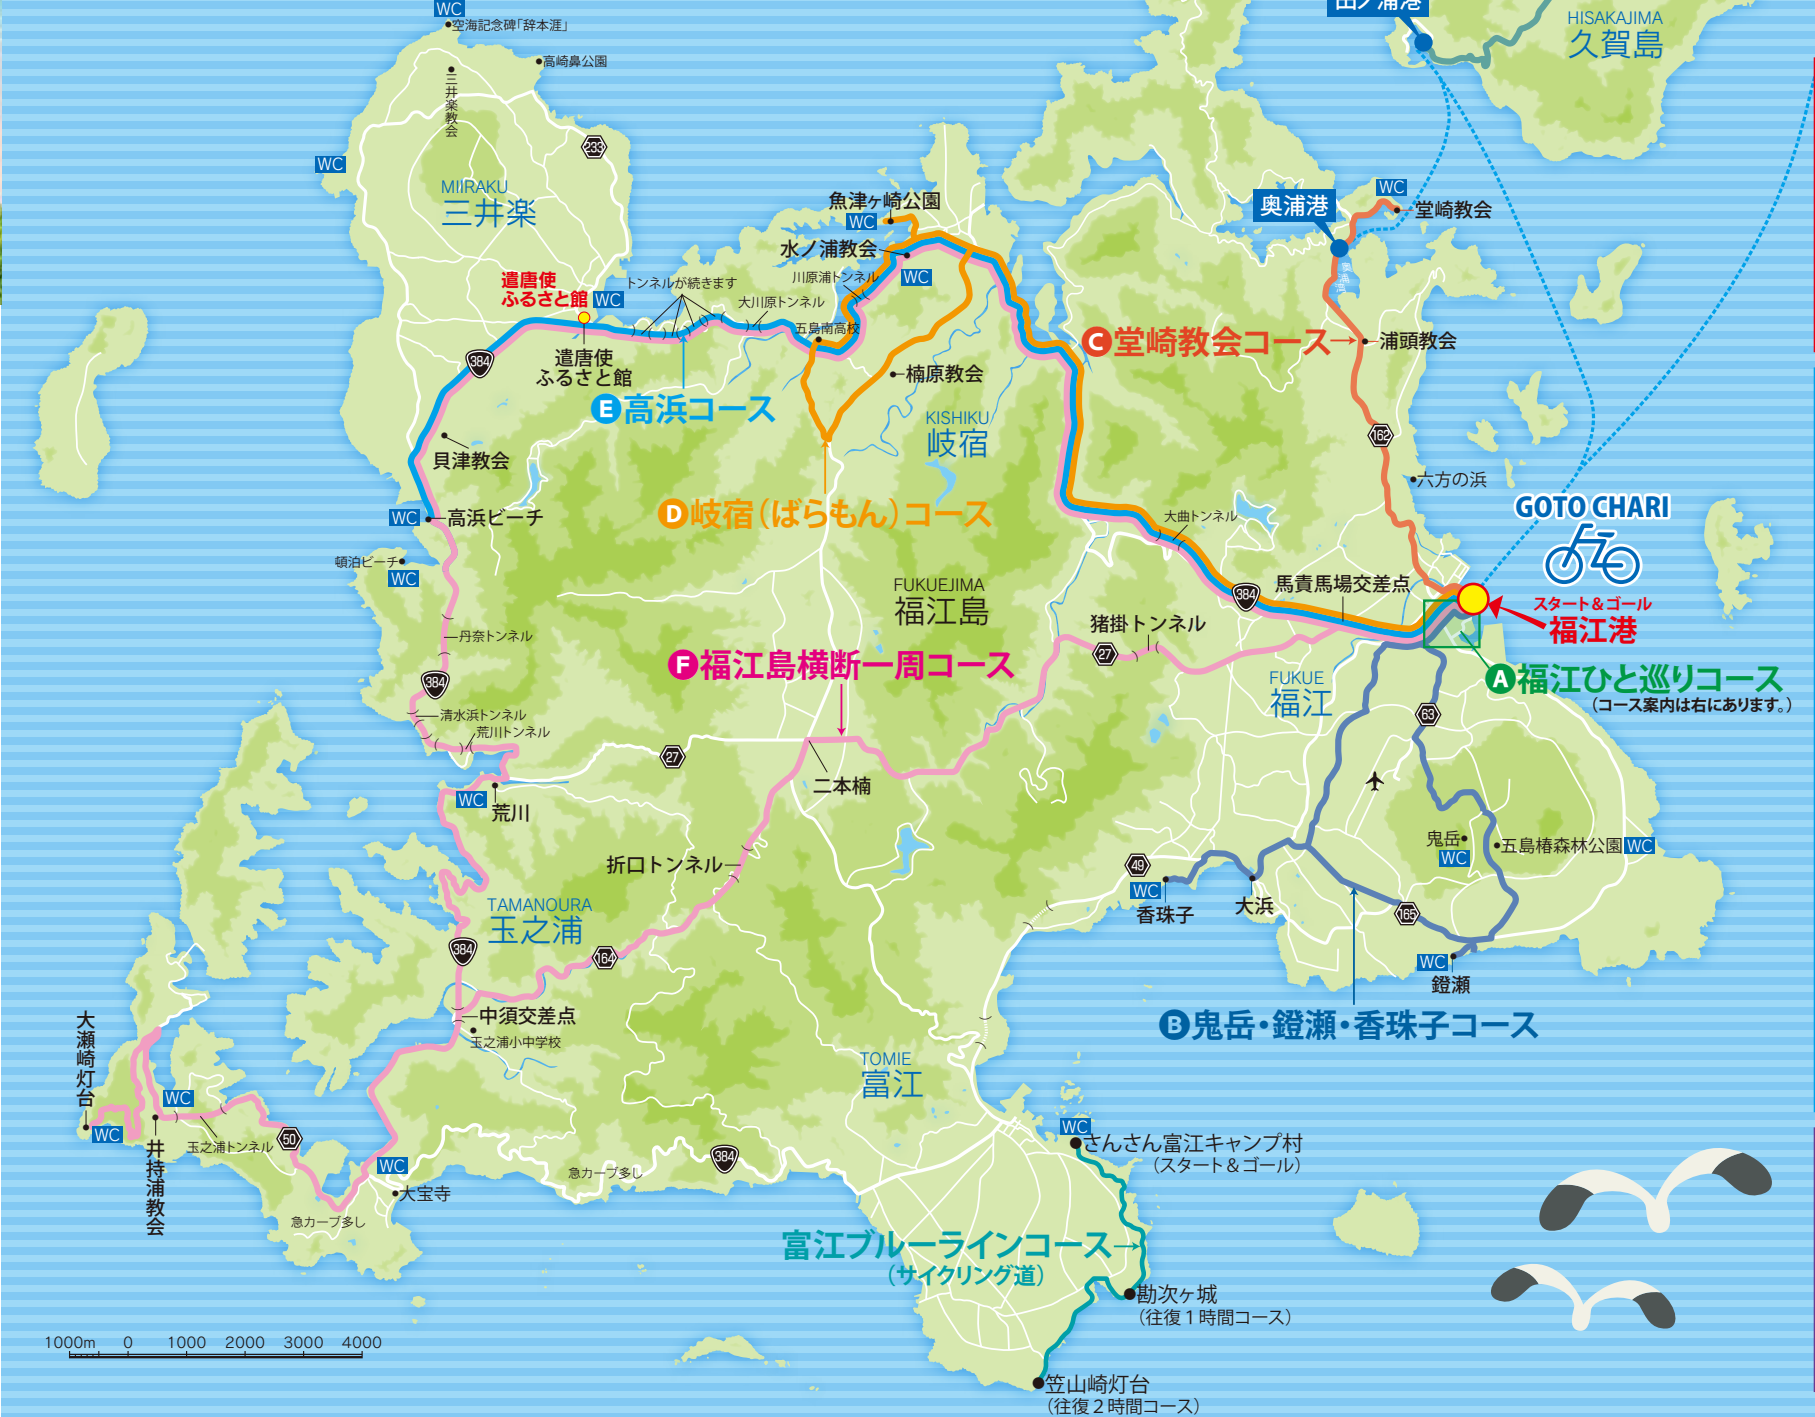 WC
空海記念碑「辞本涯」
高崎鼻公園
三井楽教会
233
WC
MIIRAKU
三井楽
田ノ浦港
HISAKAJIMA
久賀島
WC
堂崎教会
奥浦港
奥浦湾
魚津ヶ崎公園
WC
水ノ浦教会
WC
川原浦トンネル
トンネルが続きます
大川原トンネル
五島南高校
遣唐使
ふるさと館
WC
遣唐使
ふるさと館
384
E高浜コース
楠原教会
KISHIKU
岐宿
C堂崎教会コース
浦頭教会
162
六方の浜
貝津教会
WC
高浜ビーチ
頓泊ビーチ
WC
D岐宿(ばらもん)コース
大曲トンネル
GOTO CHARI
スタート&ゴール
福江港
384
馬責馬場交差点
FUKUEJIMA
福江島
猪掛トンネル
27
丹奈トンネル
384
清水浜トンネル
荒川トンネル
F福江島横断一周コース
FUKUE
福江
A福江ひと巡りコース
(コース案内は右にあります。)
63
27
二本楠
WC
荒川
折口トンネル
鬼岳
WC
五島椿森林公園
WC
49
WC
香珠子
大浜
165
WC
鐙瀬
B鬼岳・鐙瀬・香珠子コース
TAMANOURA
玉之浦
384
164
中須交差点
玉之浦小中学校
大瀬崎灯台
WC
WC
井持浦教会
玉之浦トンネル
50
WC
大宝寺
急カーブ多し
急カーブ多し
384
TOMIE
富江
WC
さんさん富江キャンプ村
(スタート&ゴール)
富江ブルーラインコース
(サイクリング道)
勘次ヶ城
(往復1時間コース)
笠山崎灯台
(往復2時間コース)
1000m 0 1000 2000 3000 4000